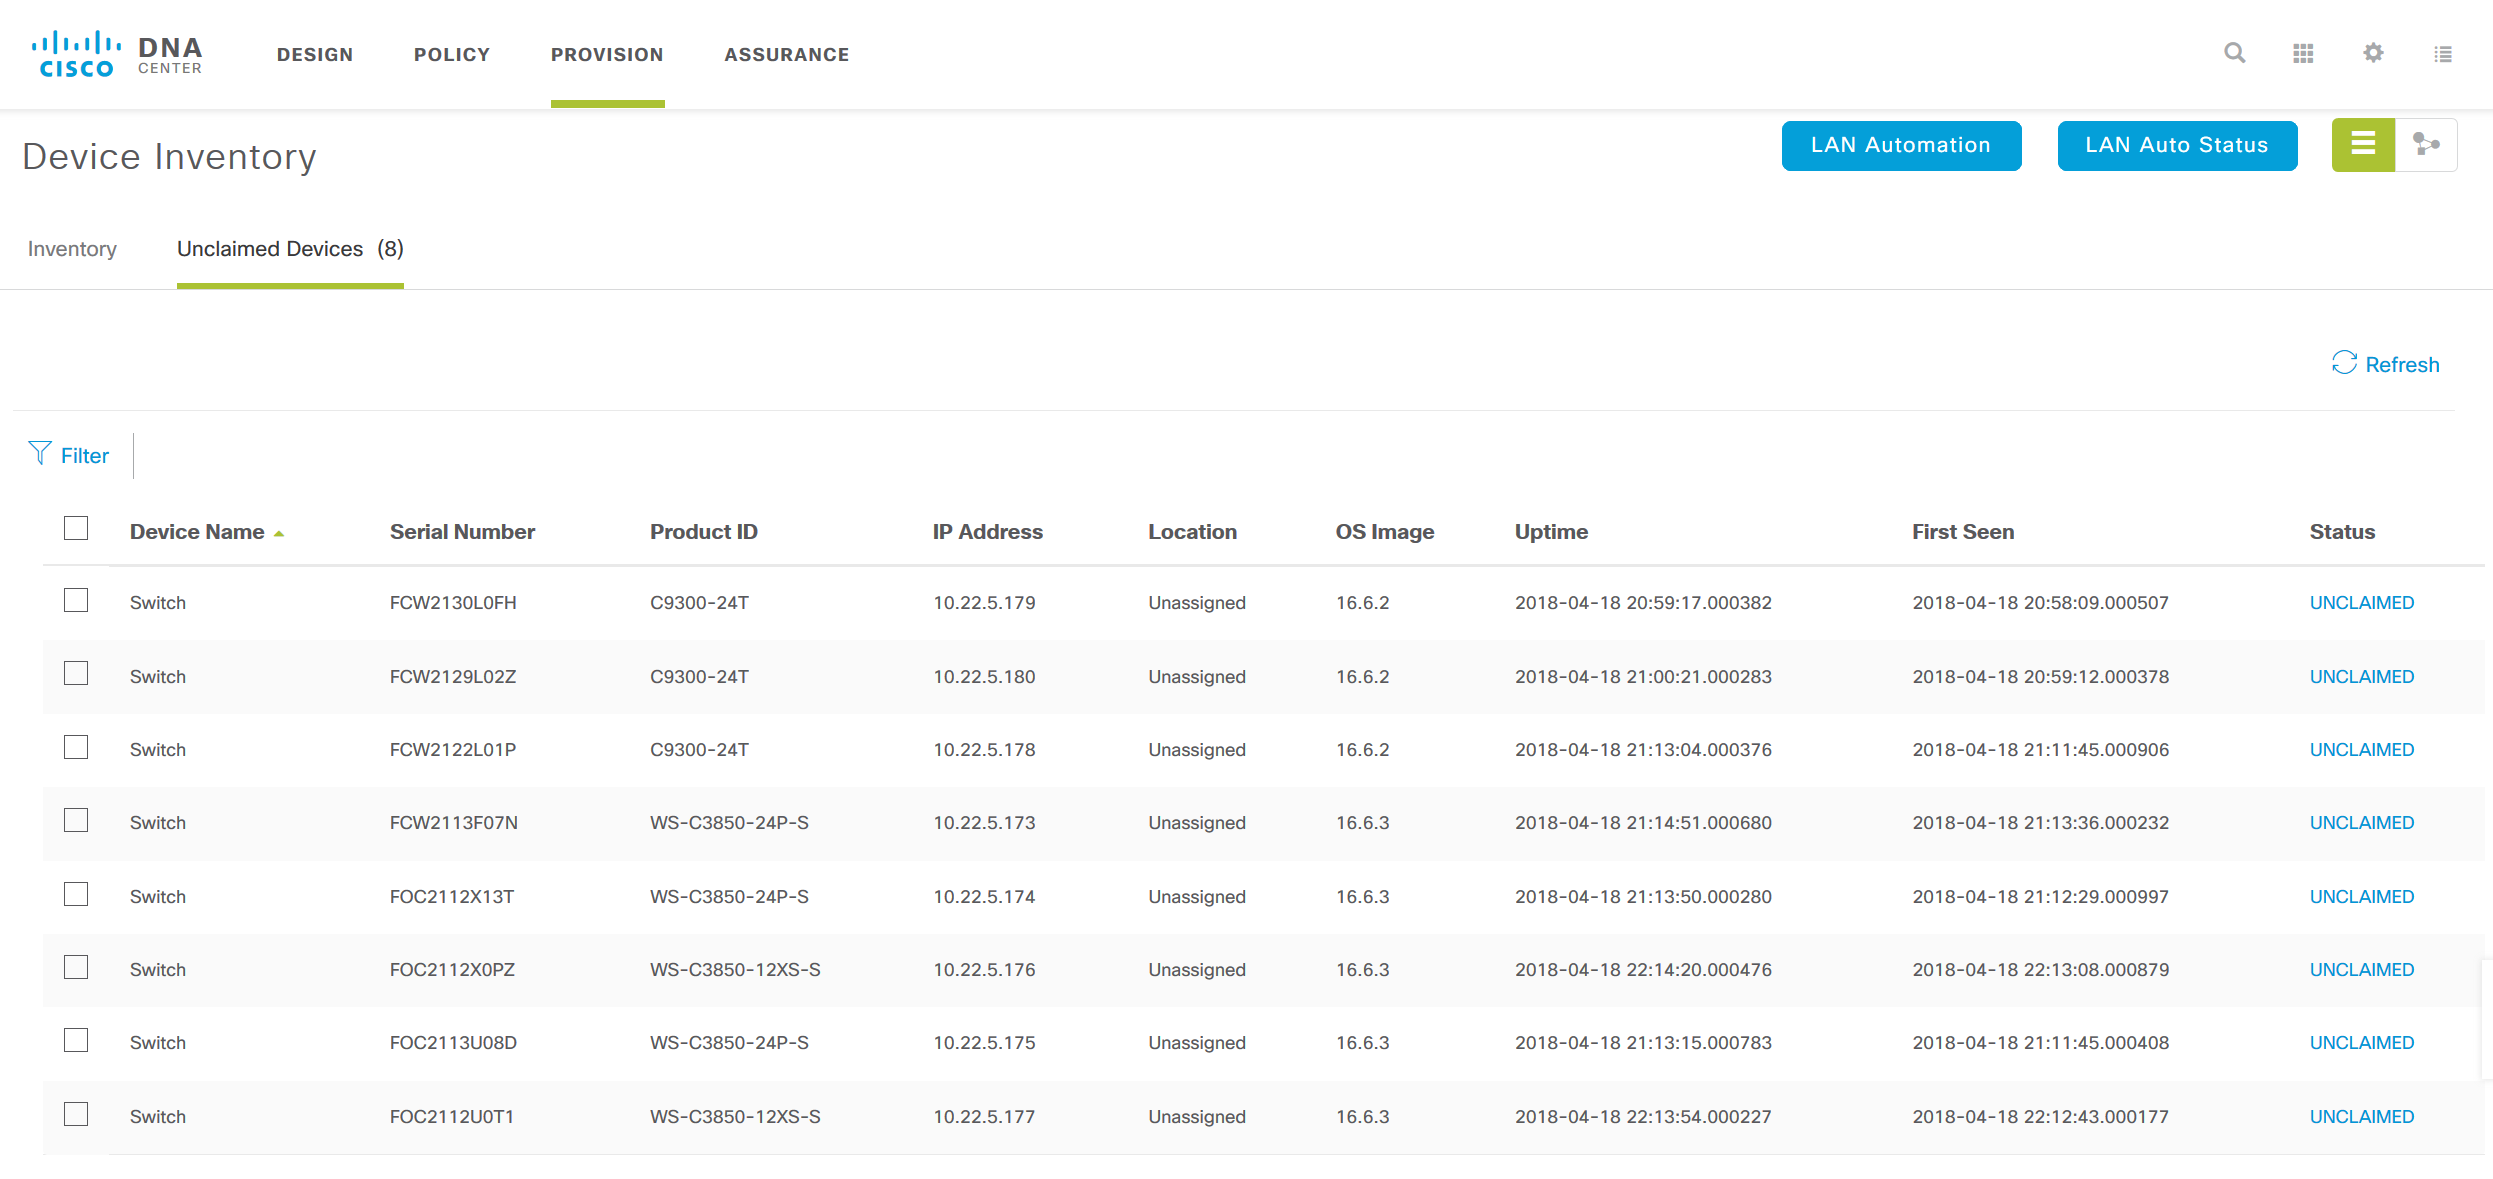 CISCO DNA CENTER DESIGN POLICY PROVISION ASSURANCE
Device Inventory LAN Automation LAN Auto Status
Inventory Unclaimed Devices (8)
Refresh
Filter
Device Name Serial Number Product ID IP Address Location OS Image Uptime First Seen Status
Switch FCW2130L0FH C9300-24T 10.22.5.179 Unassigned 16.6.2 2018-04-18 20:59:17.000382 2018-04-18 20:58:09.000507 UNCLAIMED
Switch FCW2129L02Z C9300-24T 10.22.5.180 Unassigned 16.6.2 2018-04-18 21:00:21.000283 2018-04-18 20:59:12.000378 UNCLAIMED
Switch FCW2122L01P C9300-24T 10.22.5.178 Unassigned 16.6.2 2018-04-18 21:13:04.000376 2018-04-18 21:11:45.000906 UNCLAIMED
Switch FCW2113F07N WS-C3850-24P-S 10.22.5.173 Unassigned 16.6.3 2018-04-18 21:14:51.000680 2018-04-18 21:13:36.000232 UNCLAIMED
Switch FOC2112X13T WS-C3850-24P-S 10.22.5.174 Unassigned 16.6.3 2018-04-18 21:13:50.000280 2018-04-18 21:12:29.000997 UNCLAIMED
Switch FOC2112X0PZ WS-C3850-12XS-S 10.22.5.176 Unassigned 16.6.3 2018-04-18 22:14:20.000476 2018-04-18 22:13:08.000879 UNCLAIMED
Switch FOC2113U08D WS-C3850-24P-S 10.22.5.175 Unassigned 16.6.3 2018-04-18 21:13:15.000783 2018-04-18 21:11:45.000408 UNCLAIMED
Switch FOC2112U0T1 WS-C3850-12XS-S 10.22.5.177 Unassigned 16.6.3 2018-04-18 22:13:54.000227 2018-04-18 22:12:43.000177 UNCLAIMED